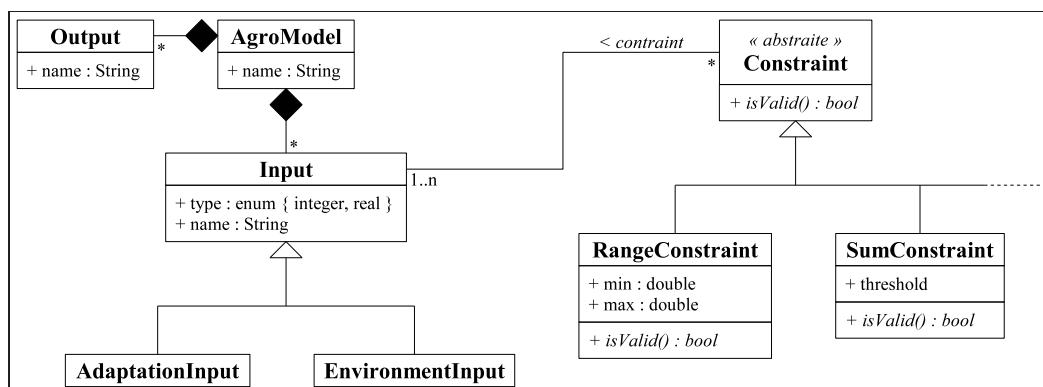 Output
+ name : String
*
AgroModel
+ name : String
*
< contraint
*
« abstraite »
Constraint
+ isValid() : bool
Input
+ type : enum { integer, real }
+ name : String
1..n
RangeConstraint
+ min : double
+ max : double
+ isValid() : bool
SumConstraint
+ threshold
+ isValid() : bool
AdaptationInput
EnvironmentInput